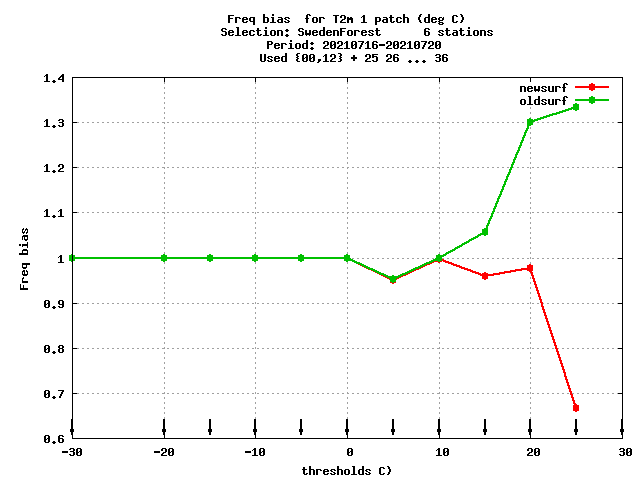 Freq bias  for T2m 1 patch (deg C)
Selection: SwedenForest      6 stations
Period: 20210716-20210720
Used {00,12} + 25 26 ... 36
newsurf
oldsurf
1.4
1.3
1.2
1.1
1
0.9
0.8
0.7
0.6
Freq bias
-30
-20
-10
0
10
20
30
thresholds C)